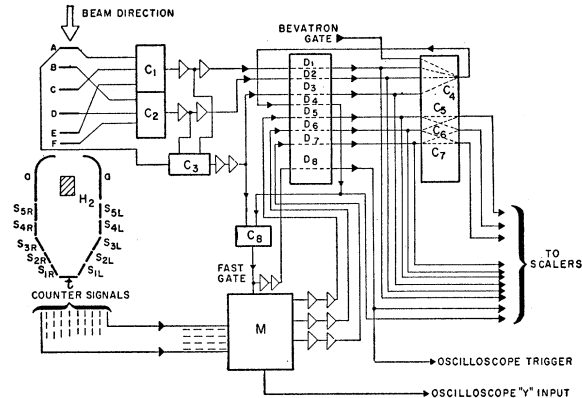 BEAM DIRECTION
BEVATRON GATE
A
B
C
D
E
F
C1
C2
C3
D1
D2
D3
D4
D5
D6
D7
D8
C4
C5
C6
C7
a
a
H2
S5R
S5L
S4R
S4L
S3R
S3L
S2R
S2L
S1R
S1L
t
COUNTER SIGNALS
C8
FAST GATE
M
TO SCALERS
OSCILLOSCOPE TRIGGER
OSCILLOSCOPE "Y" INPUT